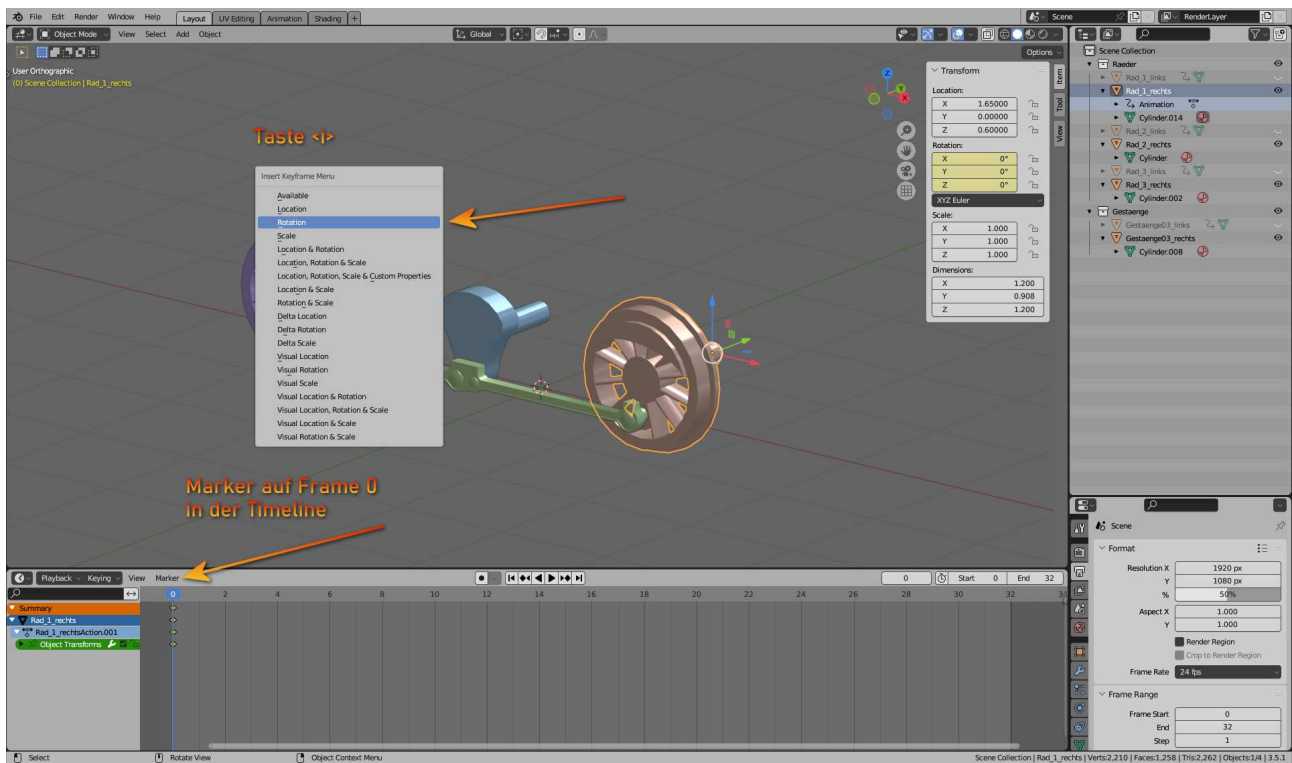 File Edit Render Window Help Layout UV Editing Animation Shading + Scene RenderLayer
Object Mode View Select Add Object Global
Options
User Orthographic
(0) Scene Collection | Rad_1_rechts
Taste <I>
Insert Keyframe Menu
Available
Location
Rotation
Scale
Location & Rotation
Location, Rotation & Scale
Location, Rotation, Scale & Custom Properties
Location & Scale
Rotation & Scale
Delta Location
Delta Rotation
Delta Scale
Visual Location
Visual Rotation
Visual Scale
Visual Location & Rotation
Visual Location, Rotation & Scale
Visual Location & Scale
Visual Rotation & Scale
Marker auf Frame 0
in der Timeline
Z
Y
X
Transform
Location:
X 1.65000
Y 0.00000
Z 0.60000
Rotation:
X 0°
Y 0°
Z 0°
XYZ Euler
Scale:
X 1.000
Y 1.000
Z 1.000
Dimensions:
X 1.200
Y 0.908
Z 1.200
Item
Tool
View
Scene Collection
Raeder
Rad_1_links
Rad_1_rechts
Animation
Cylinder.014
Rad_2_links
Rad_2_rechts
Cylinder
Rad_3_links
Rad_3_rechts
Cylinder.002
Gestaenge
Gestaenge03_links
Gestaenge03_rechts
Cylinder.008
Scene
Format
Resolution X 1920 px
Y 1080 px
% 50%
Aspect X 1.000
Y 1.000
Render Region
Crop to Render Region
Frame Rate 24 fps
Frame Range
Frame Start 0
End 32
Step 1
Playback Keying View Marker 0 Start 0 End 32
0 2 4 6 8 10 12 14 16 18 20 22 24 26 28 30 32
Summary
Rad_1_rechts
Rad_1_rechtsAction.001
Object Transforms
Select Rotate View Object Context Menu Scene Collection | Rad_1_rechts | Verts:2,210 | Faces:1,258 | Tris:2,262 | Objects:1/4 | 3.5.1